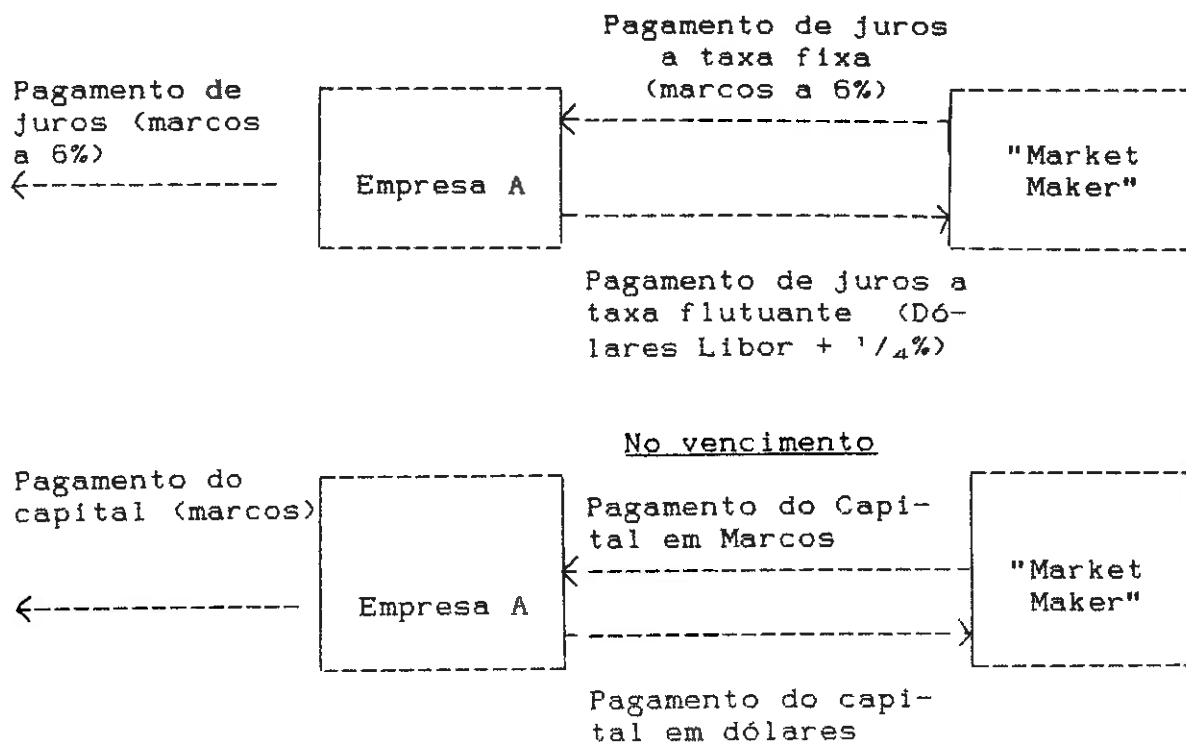 Pagamento de juros
a taxa fixa
(marcos a 6%)
Pagamento de
juros (marcos
a 6%)
Empresa A
"Market
Maker"
Pagamento de juros a
taxa flutuante (Dó-
lares Libor + 1/4%)
No vencimento
Pagamento do
capital (marcos)
Pagamento do Capi-
tal em Marcos
Empresa A
"Market
Maker"
Pagamento do capi-
tal em dólares